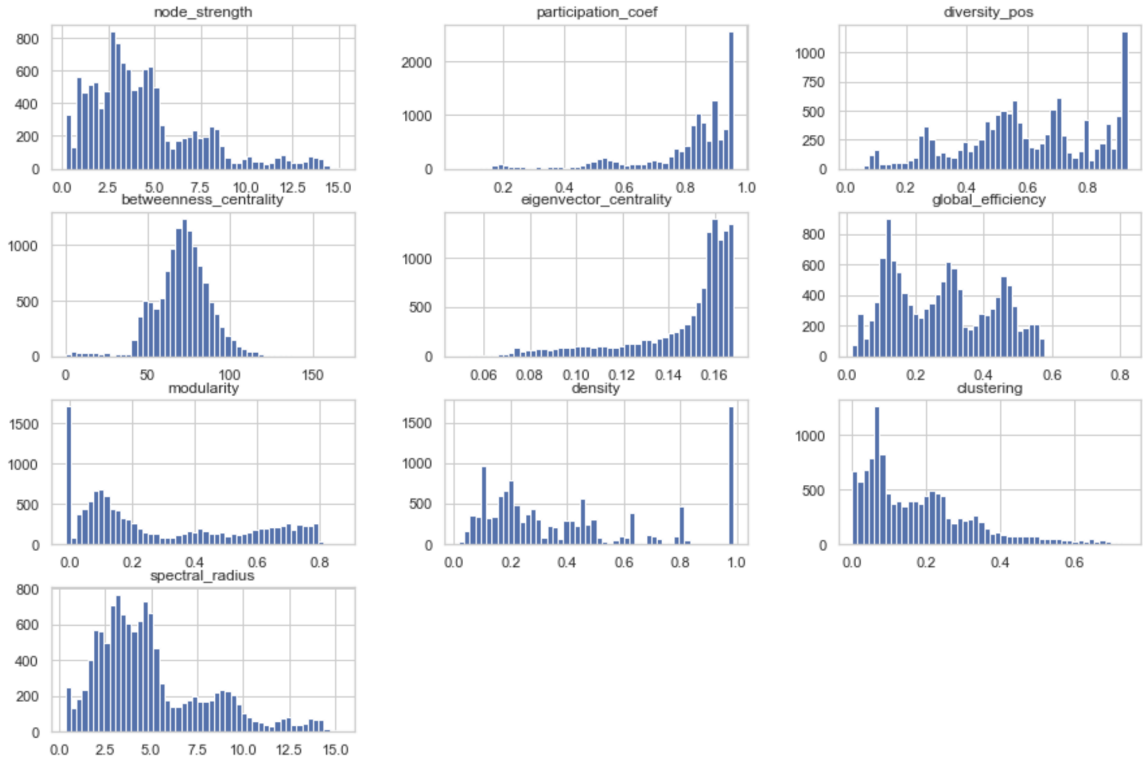 node_strength participation_coef diversity_pos
800 2000 1000
600 750
400 1000 500
200 250
0 0 0
0.0 2.5 5.0 7.5 10.0 12.5 15.0 0.2 0.4 0.6 0.8 1.0 0.0 0.2 0.4 0.6 0.8
betweenness_centrality eigenvector_centrality global_efficiency
1000 1000 800
600
500 500 400
200
0 0 0
0 50 100 150 0.06 0.08 0.10 0.12 0.14 0.16 0.0 0.2 0.4 0.6 0.8
modularity density clustering
1500 1500 1000
1000 1000
500 500 500
0 0 0
0.0 0.2 0.4 0.6 0.8 0.0 0.2 0.4 0.6 0.8 1.0 0.0 0.2 0.4 0.6
spectral_radius
800
600
400
200
0
0.0 2.5 5.0 7.5 10.0 12.5 15.0